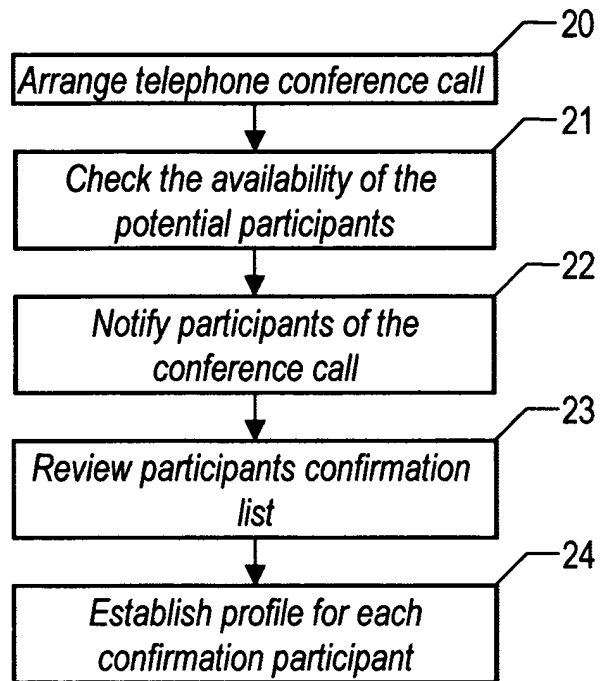 20
Arrange telephone conference call
21
Check the availability of the
potential participants
22
Notify participants of the
conference call
23
Review participants confirmation
list
24
Establish profile for each
confirmation participant